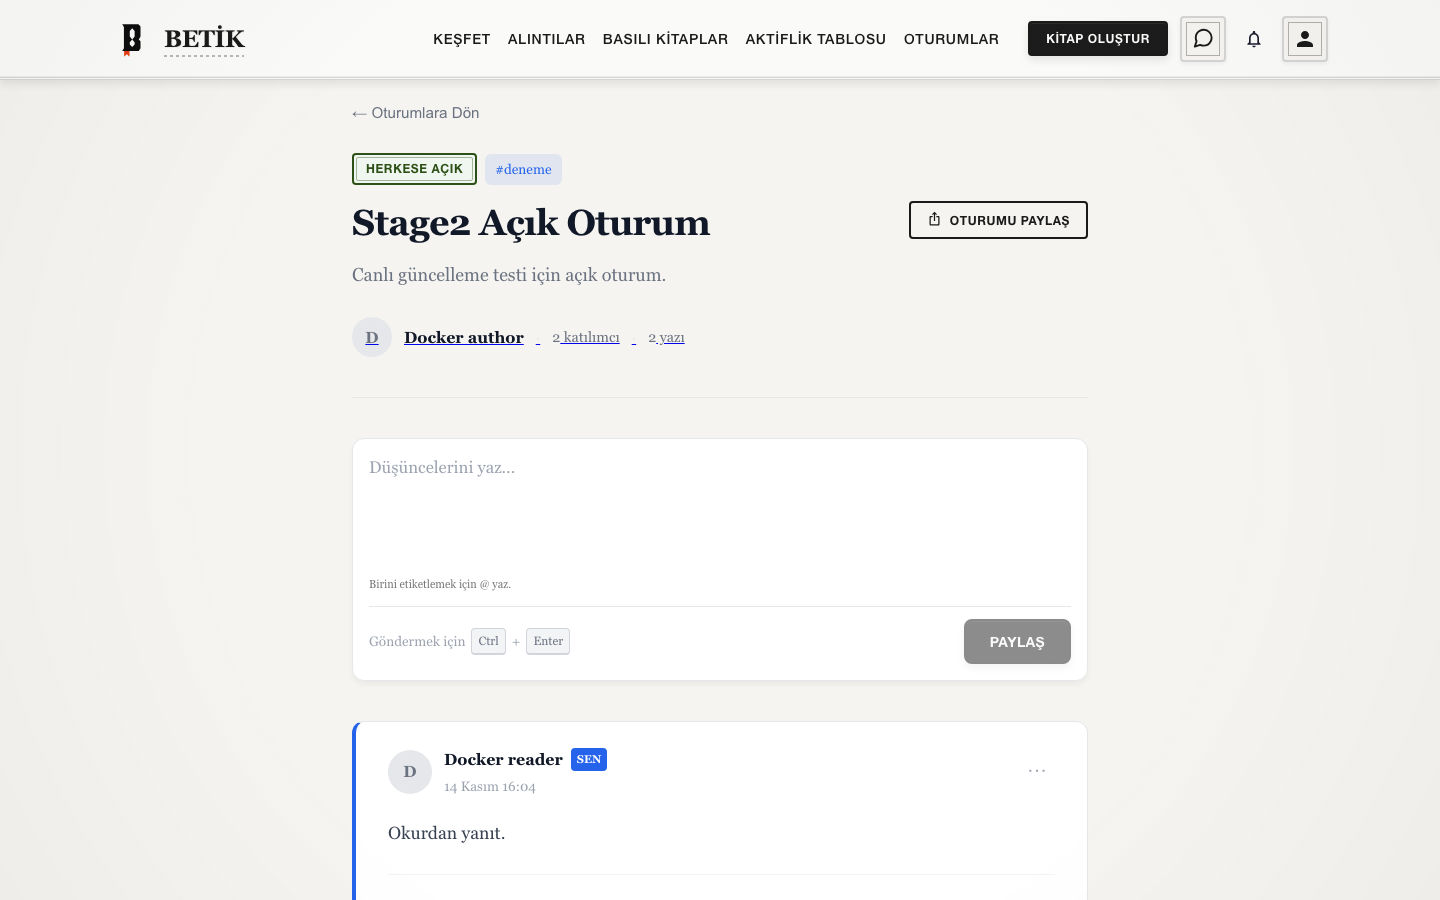 BETİK
KEŞFET ALINTILAR BASILI KİTAPLAR AKTİFLİK TABLOSU OTURUMLAR KİTAP OLUŞTUR
← Oturumlara Dön
HERKESE AÇIK #deneme
Stage2 Açık Oturum
OTURUMU PAYLAŞ
Canlı güncelleme testi için açık oturum.
D Docker author 2 katılımcı 2 yazı
Düşüncelerini yaz...
Birini etiketlemek için @ yaz.
Göndermek için Ctrl + Enter PAYLAŞ
D Docker reader SEN ...
14 Kasım 16:04
Okurdan yanıt.